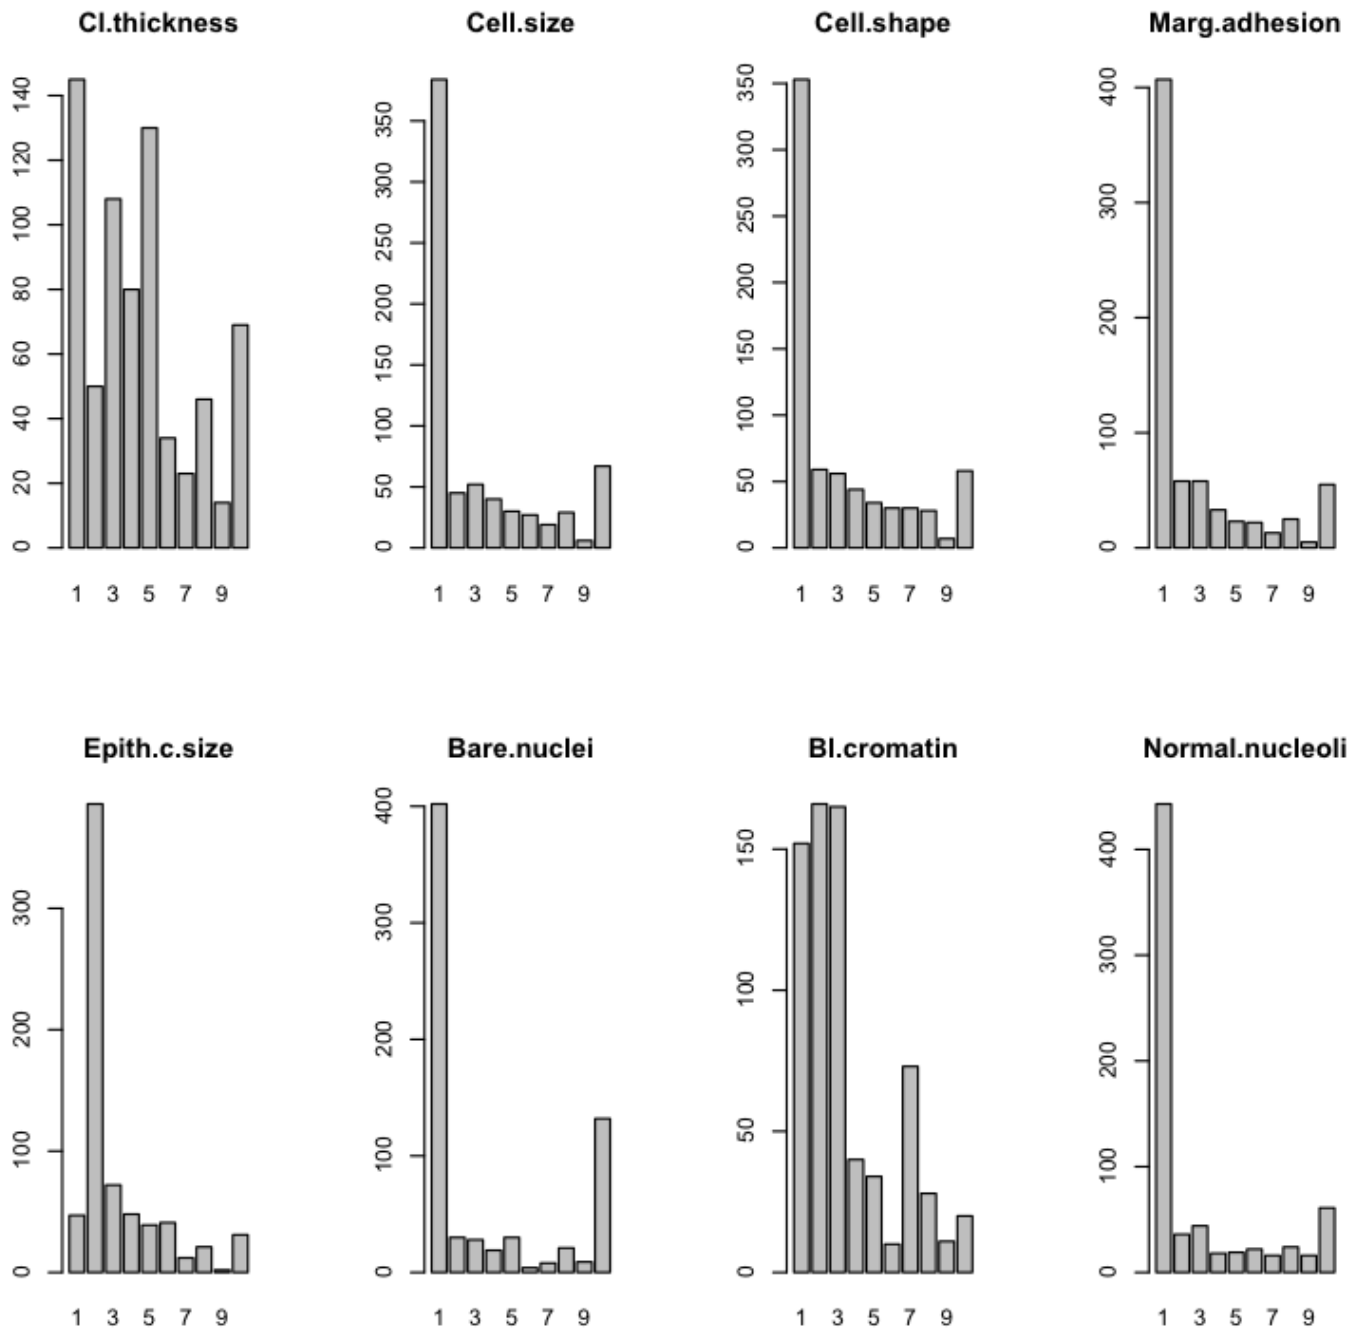 Cl.thickness
0 20 40 60 80 100 120 140
1 3 5 7 9
Cell.size
0 50 100 150 200 250 300 350
1 3 5 7 9
Cell.shape
0 50 100 150 200 250 300 350
1 3 5 7 9
Marg.adhesion
0 100 200 300 400
1 3 5 7 9
Epith.c.size
0 100 200 300
1 3 5 7 9
Bare.nuclei
0 100 200 300 400
1 3 5 7 9
Bl.cromatin
0 50 100 150
1 3 5 7 9
Normal.nucleoli
0 100 200 300 400
1 3 5 7 9